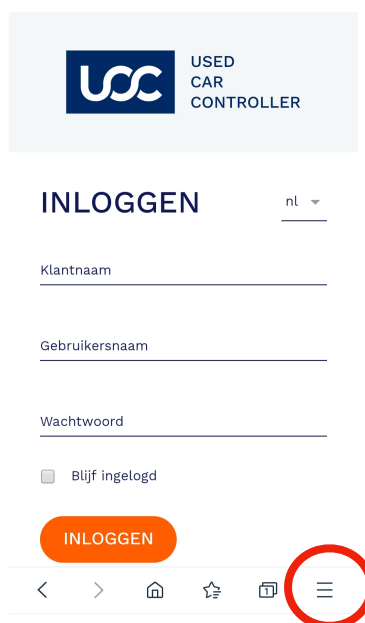 UCC
USED
CAR
CONTROLLER
INLOGGEN
nl
Klantnaam
Gebruikersnaam
Wachtwoord
Blijf ingelogd
INLOGGEN
1